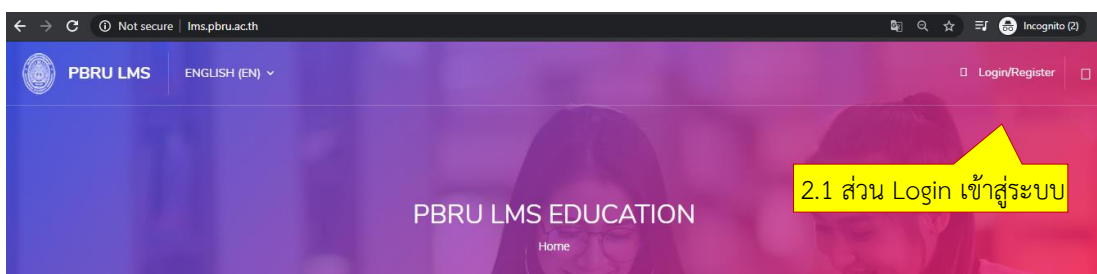 Not secure | lms.pbru.ac.th Incognito (2)
PBRU LMS ENGLISH (EN) Login/Register
2.1 ส่วน Login เข้าสู่ระบบ
PBRU LMS EDUCATION
Home